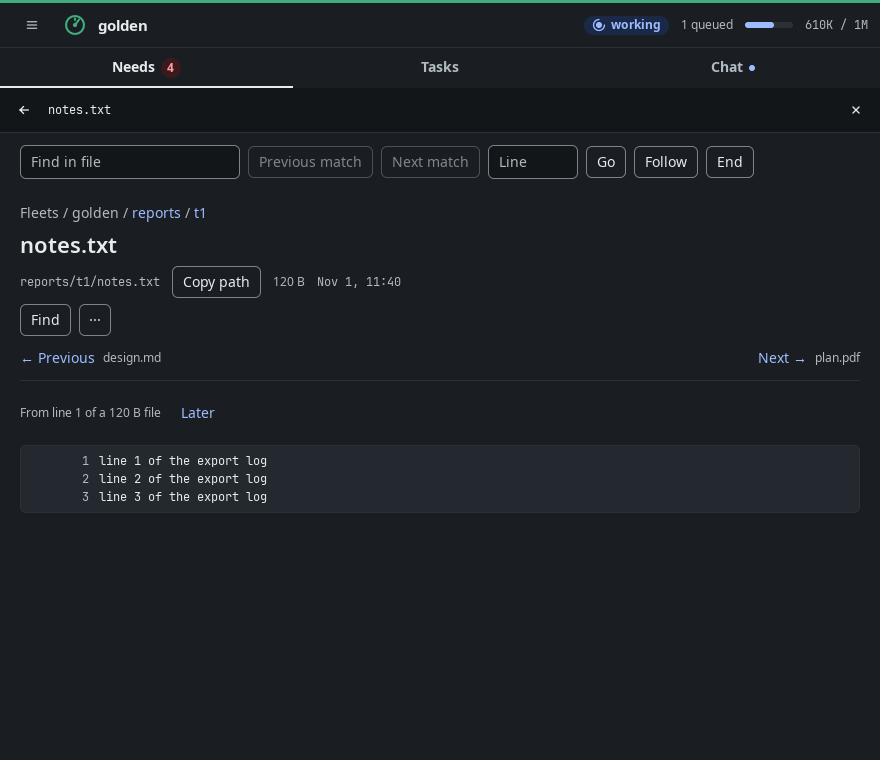 golden
working
1 queued
610K / 1M
Needs 4
Tasks
Chat
notes.txt
Find in file
Previous match
Next match
Line
Go
Follow
End
Fleets / golden / reports / t1
notes.txt
reports/t1/notes.txt
Copy path
120 B
Nov 1, 11:40
Find
...
← Previous design.md
Next → plan.pdf
From line 1 of a 120 B file
Later
1 line 1 of the export log
2 line 2 of the export log
3 line 3 of the export log